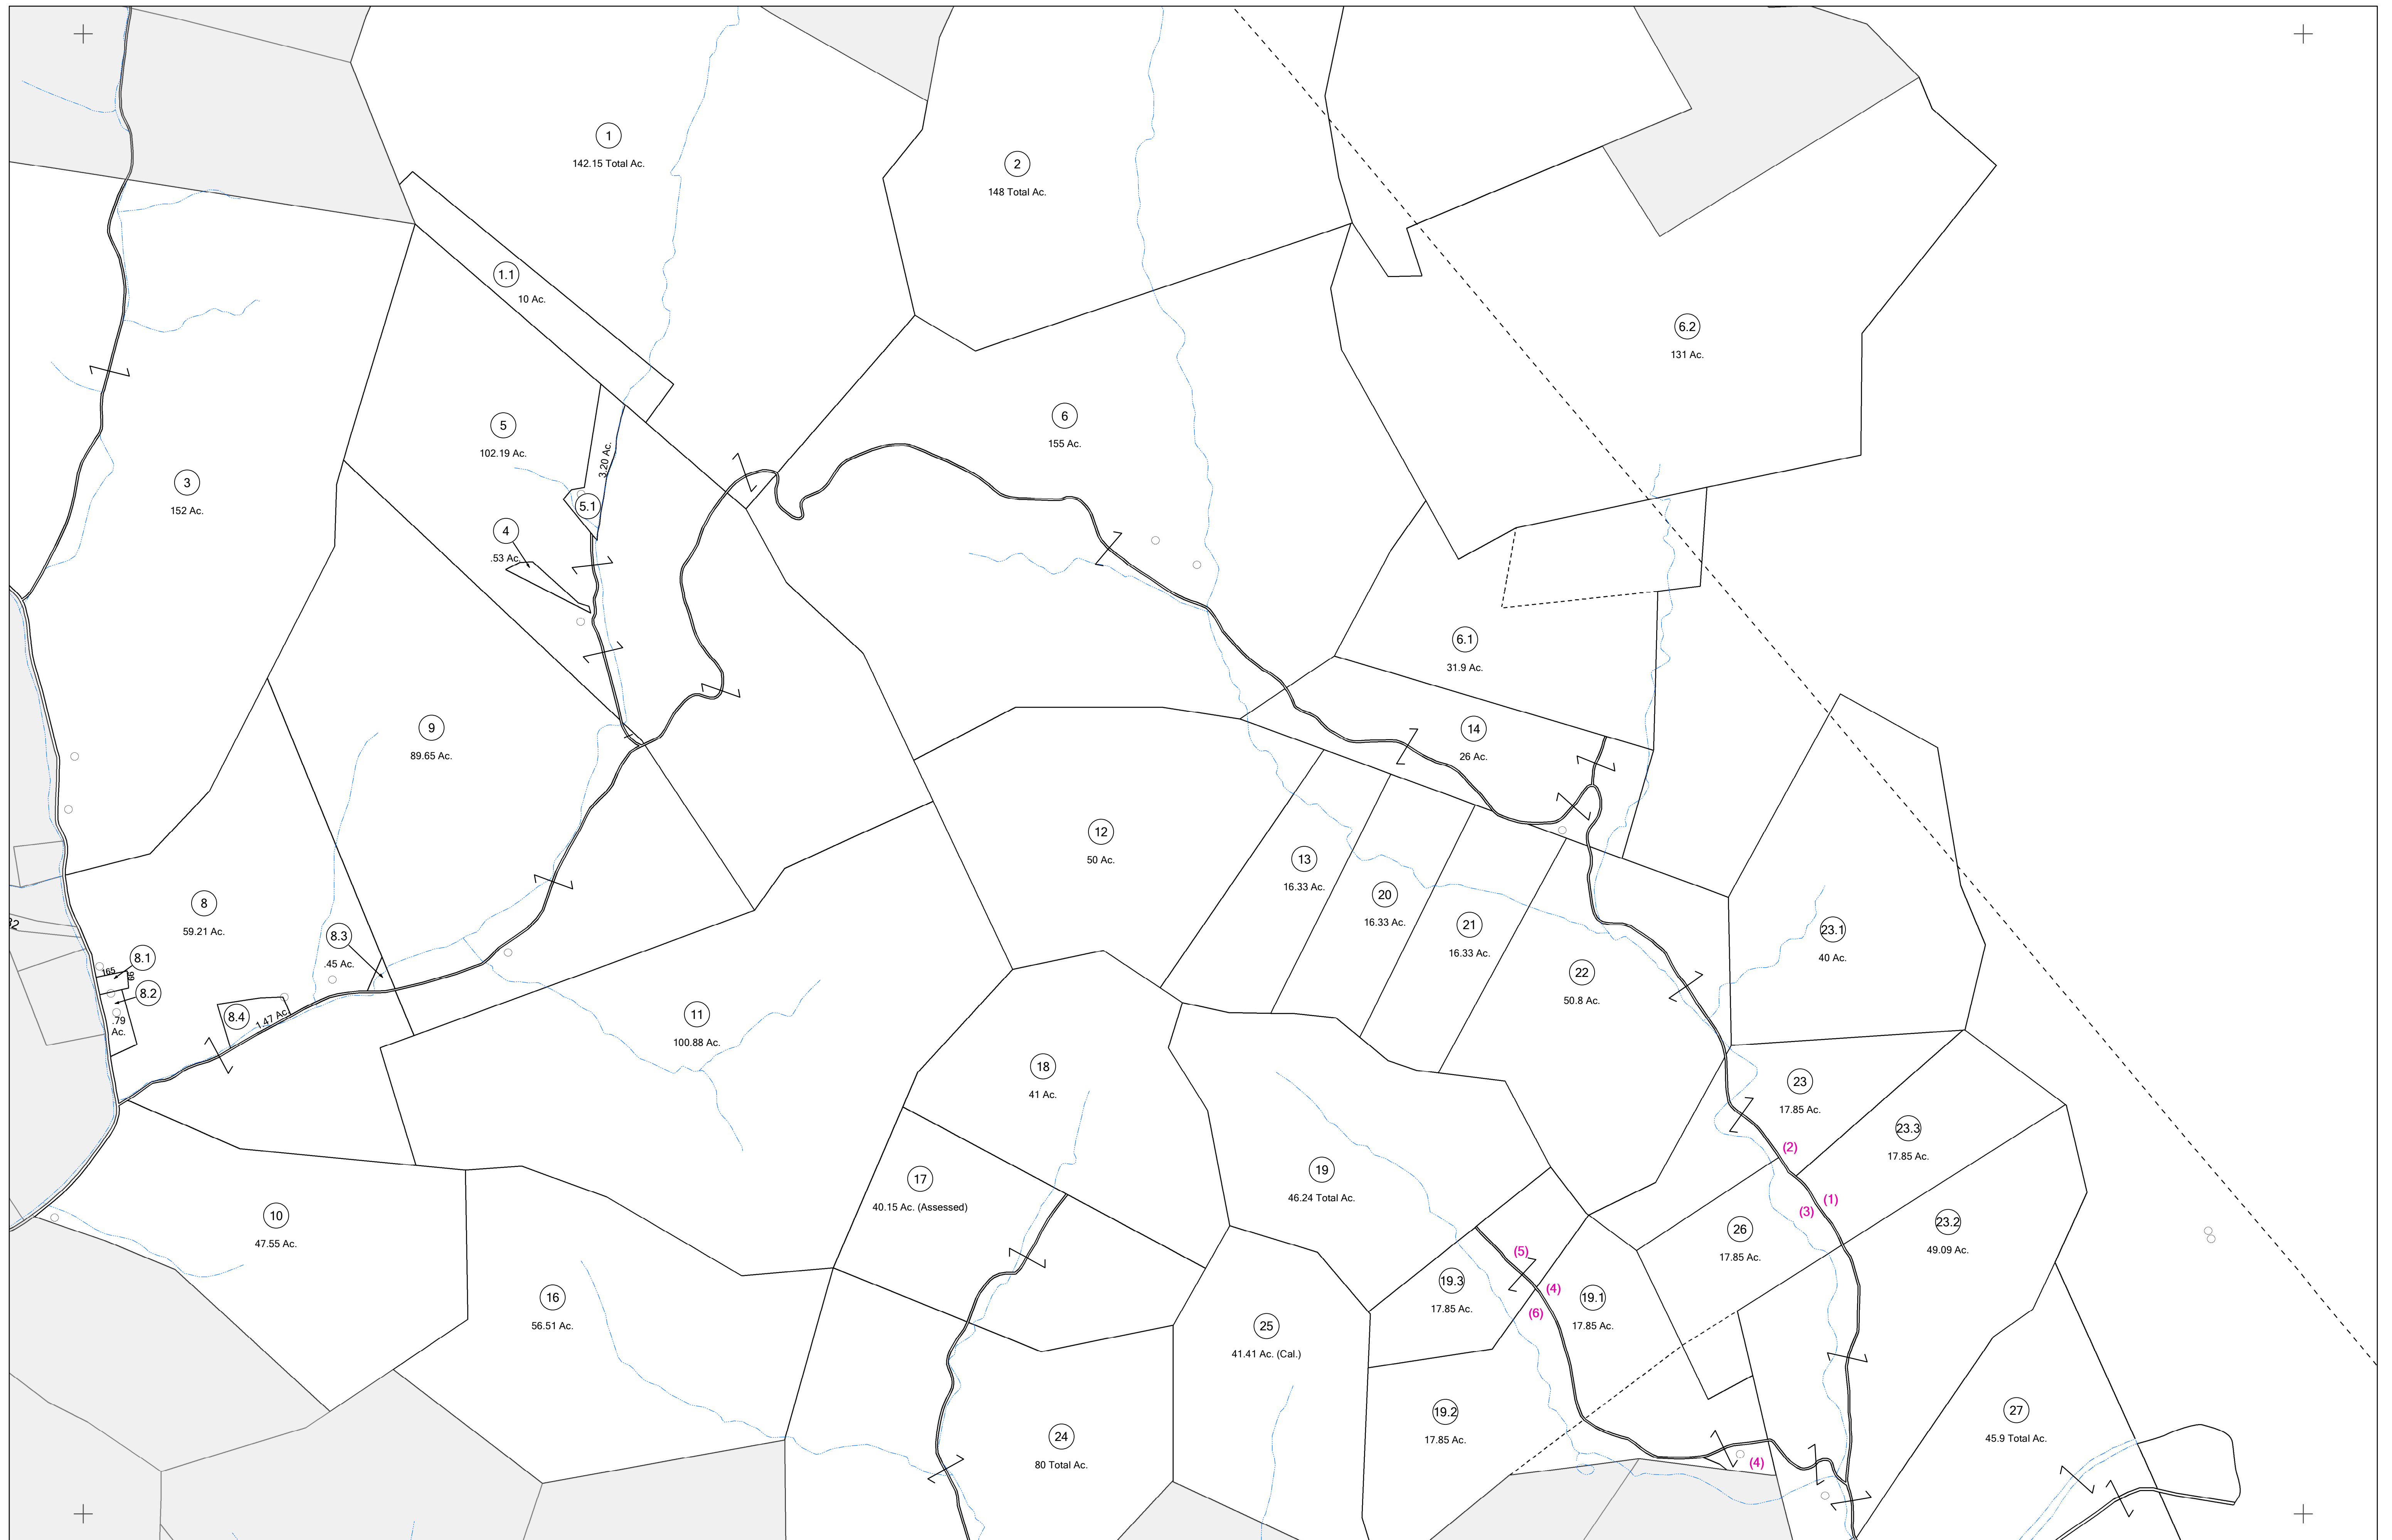 1
142.15 Total Ac.
2
148 Total Ac.
1.1
10 Ac.
6.2
131 Ac.
5
102.19 Ac.
3.20 Ac.
5.1
6
155 Ac.
3
152 Ac.
4
.53 Ac.
6.1
31.9 Ac.
9
89.65 Ac.
14
26 Ac.
12
50 Ac.
13
16.33 Ac.
20
16.33 Ac.
21
16.33 Ac.
8
59.21 Ac.
8.3
.45 Ac.
8.1
165
8.2
.79
Ac.
8.4
1.47 Ac.
23.1
40 Ac.
22
50.8 Ac.
11
100.88 Ac.
18
41 Ac.
23
17.85 Ac.
23.3
17.85 Ac.
(2)
17
40.15 Ac. (Assessed)
19
46.24 Total Ac.
(1)
(3)
10
47.55 Ac.
26
17.85 Ac.
23.2
49.09 Ac.
(5)
19.3
17.85 Ac.
(4)
(6)
19.1
17.85 Ac.
16
56.51 Ac.
25
41.41 Ac. (Cal.)
19.2
17.85 Ac.
27
45.9 Total Ac.
24
80 Total Ac.
(4)